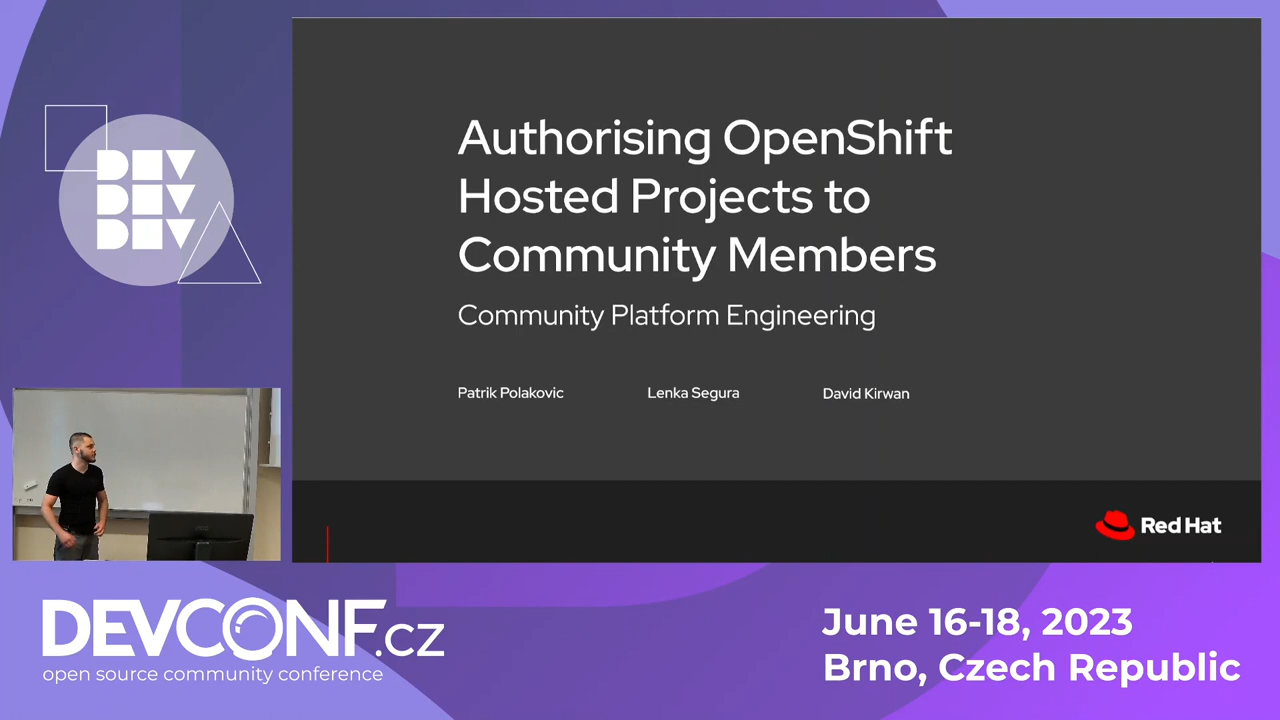 DEV
DEV
DEV
Authorising OpenShift
Hosted Projects to
Community Members
Community Platform Engineering
Patrik Polakovic
Lenka Segura
David Kirwan
Red Hat
DEVCONF.cz
open source community conference
June 16-18, 2023
Brno, Czech Republic